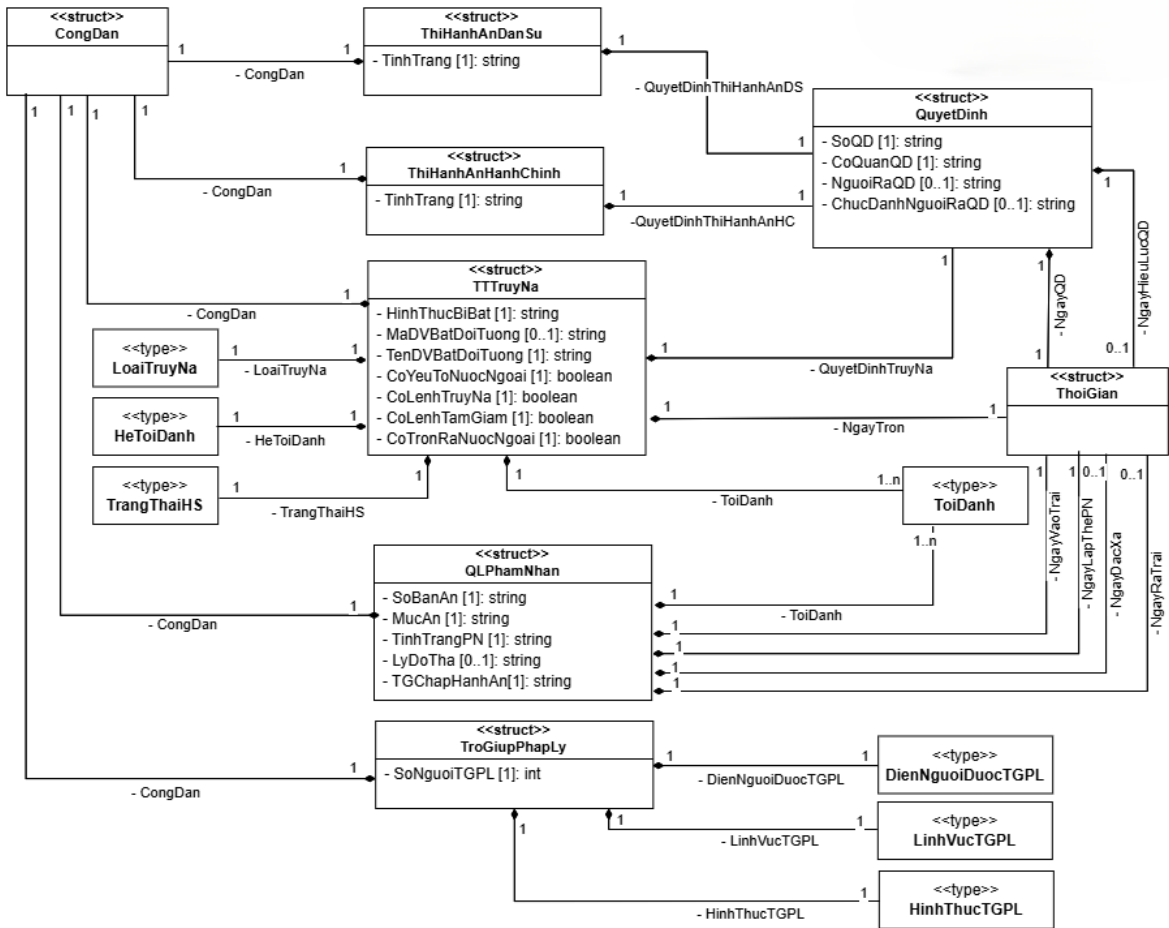 <<struct>>
CongDan
<<struct>>
ThiHanhAnDanSu
- TinhTrang [1]: string
1
1
- CongDan
1
- QuyetDinhThiHanhAnDS
1
<<struct>>
QuyetDinh
- SoQD [1]: string
- CoQuanQD [1]: string
- NguoiRaQD [0..1]: string
- ChucDanhNguoiRaQD [0..1]: string
<<struct>>
ThiHanhAnHanhChinh
- TinhTrang [1]: string
1
1
- CongDan
1
1
-QuyetDinhThiHanhAnHC
1
1
1
1
<<struct>>
TTTruyNa
- HinhThucBiBat [1]: string
- MaDVBatDoiTuong [0..1]: string
- TenDVBatDoiTuong [1]: string
- CoYeuToNuocNgoai [1]: boolean
- CoLenhTruyNa [1]: boolean
- CoLenhTamGiam [1]: boolean
- CoTronRaNuocNgoai [1]: boolean
1
- CongDan
1
1
- QuyetDinhTruyNa
1
1
- NgayQD
1
0..1
- NgayHieuLucQD
<<type>>
LoaiTruyNa
1
1
- LoaiTruyNa
<<type>>
HeToiDanh
1
1
- HeToiDanh
<<type>>
TrangThaiHS
1
1
- TrangThaiHS
1
1
- NgayTron
<<struct>>
ThoiGian
1
1..n
- ToiDanh
<<type>>
ToiDanh
1..n
1
1
0..1
0..1
- NgayVaoTrai
- NgayLapThePN
- NgayDacXa
- NgayRaTrai
<<struct>>
QLPhamNhan
- SoBanAn [1]: string
- MucAn [1]: string
- TinhTrangPN [1]: string
- LyDoTha [0..1]: string
- TGChapHanhAn[1]: string
1
- CongDan
1
- ToiDanh
1
1
1
1
1
1
<<struct>>
TroGiupPhapLy
- SoNguoiTGPL [1]: int
1
- CongDan
1
1
- DienNguoiDuocTGPL
<<type>>
DienNguoiDuocTGPL
1
1
- LinhVucTGPL
<<type>>
LinhVucTGPL
1
1
- HinhThucTGPL
<<type>>
HinhThucTGPL